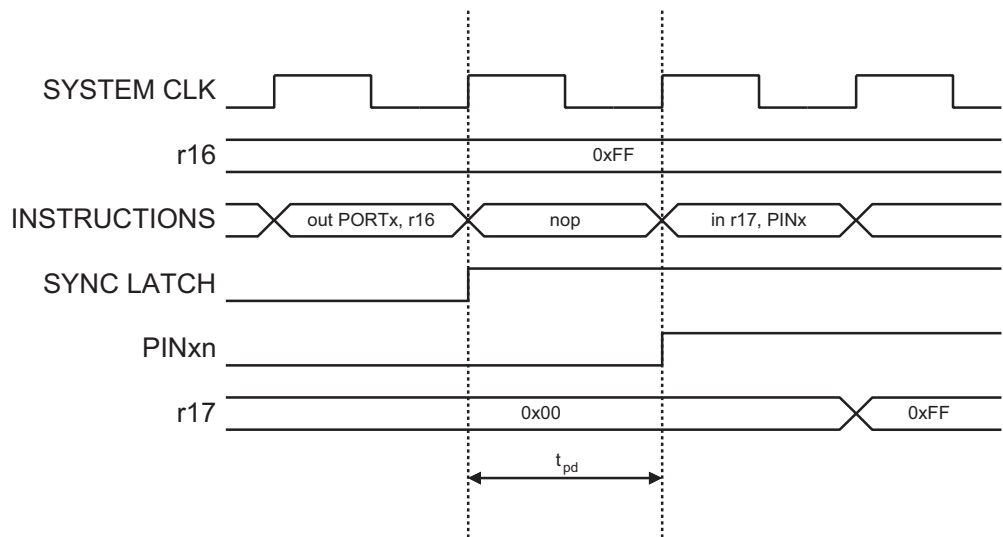 SYSTEM CLK
r16
0xFF
INSTRUCTIONS
out PORTx, r16
nop
in r17, PINx
SYNC LATCH
PINxn
r17
0x00
0xFF
tpd